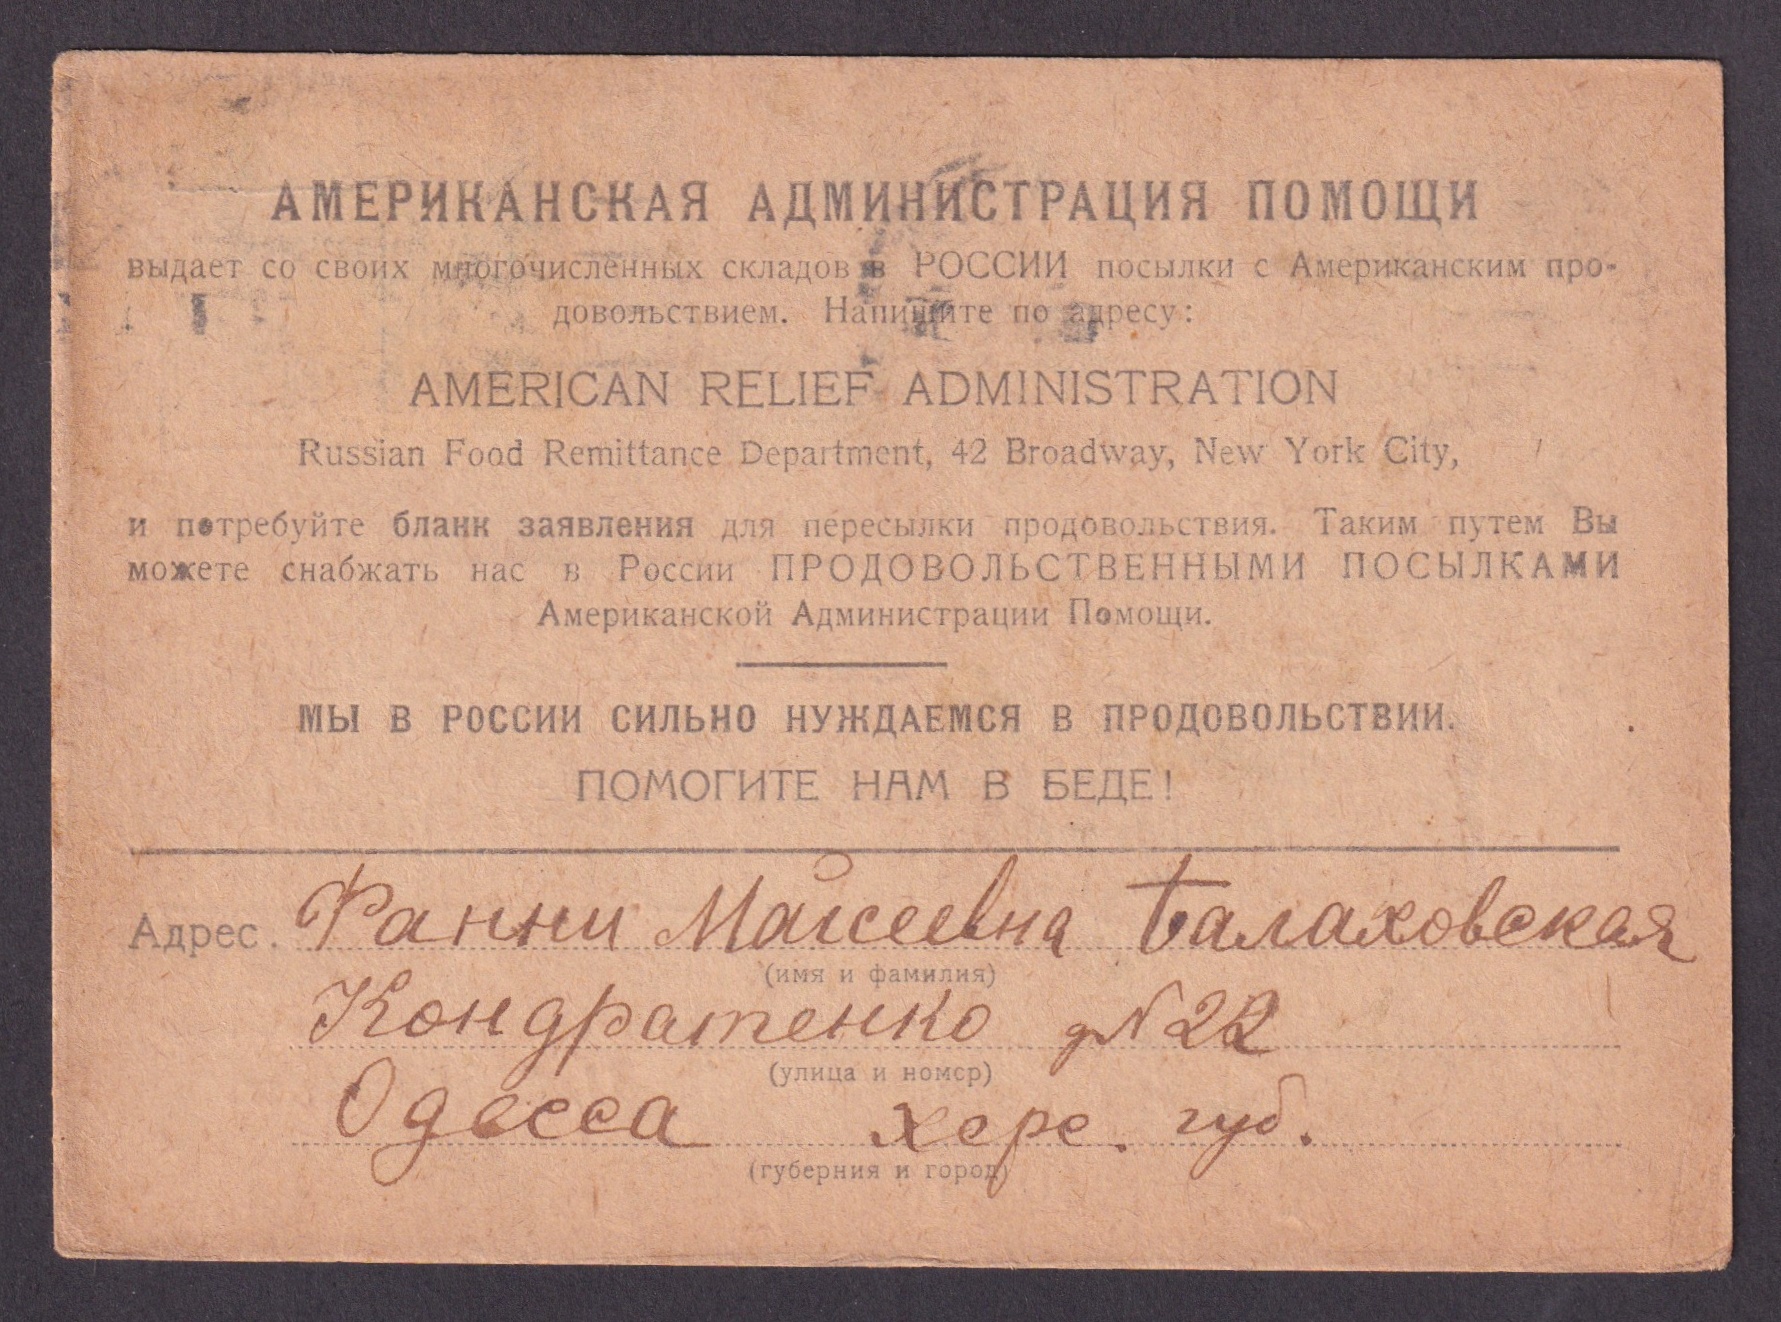 АМЕРИКАНСКАЯ АДМИНИСТРАЦИЯ ПОМОЩИ
выдает со своих многочисленных складов в РОССИИ посылки с Американским про-
довольствием. Напишите по адресу:
AMERICAN RELIEF ADMINISTRATION
Russian Food Remittance Department, 42 Broadway, New York City,
и потребуйте бланк заявления для пересылки продовольствия. Таким путем Вы
можете снабжать нас в России ПРОДОВОЛЬСТВЕННЫМИ ПОСЫЛКАМИ
Американской Администрации Помощи.
МЫ В РОССИИ СИЛЬНО НУЖДАЕМСЯ В ПРОДОВОЛЬСТВИИ.
ПОМОГИТЕ НАМ В БЕДЕ!
Адрес. Фанни Майсеевна Балаховская
(имя и фамилия)
Кондратенко д№22
(улица и номер)
Одесса херс. губ.
(губерния и город)